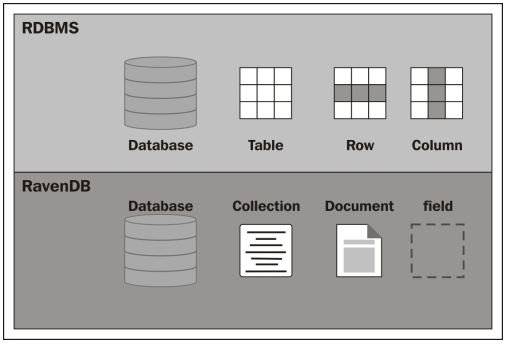 RDBMS
Database Table Row Column
RavenDB
Database Collection Document field